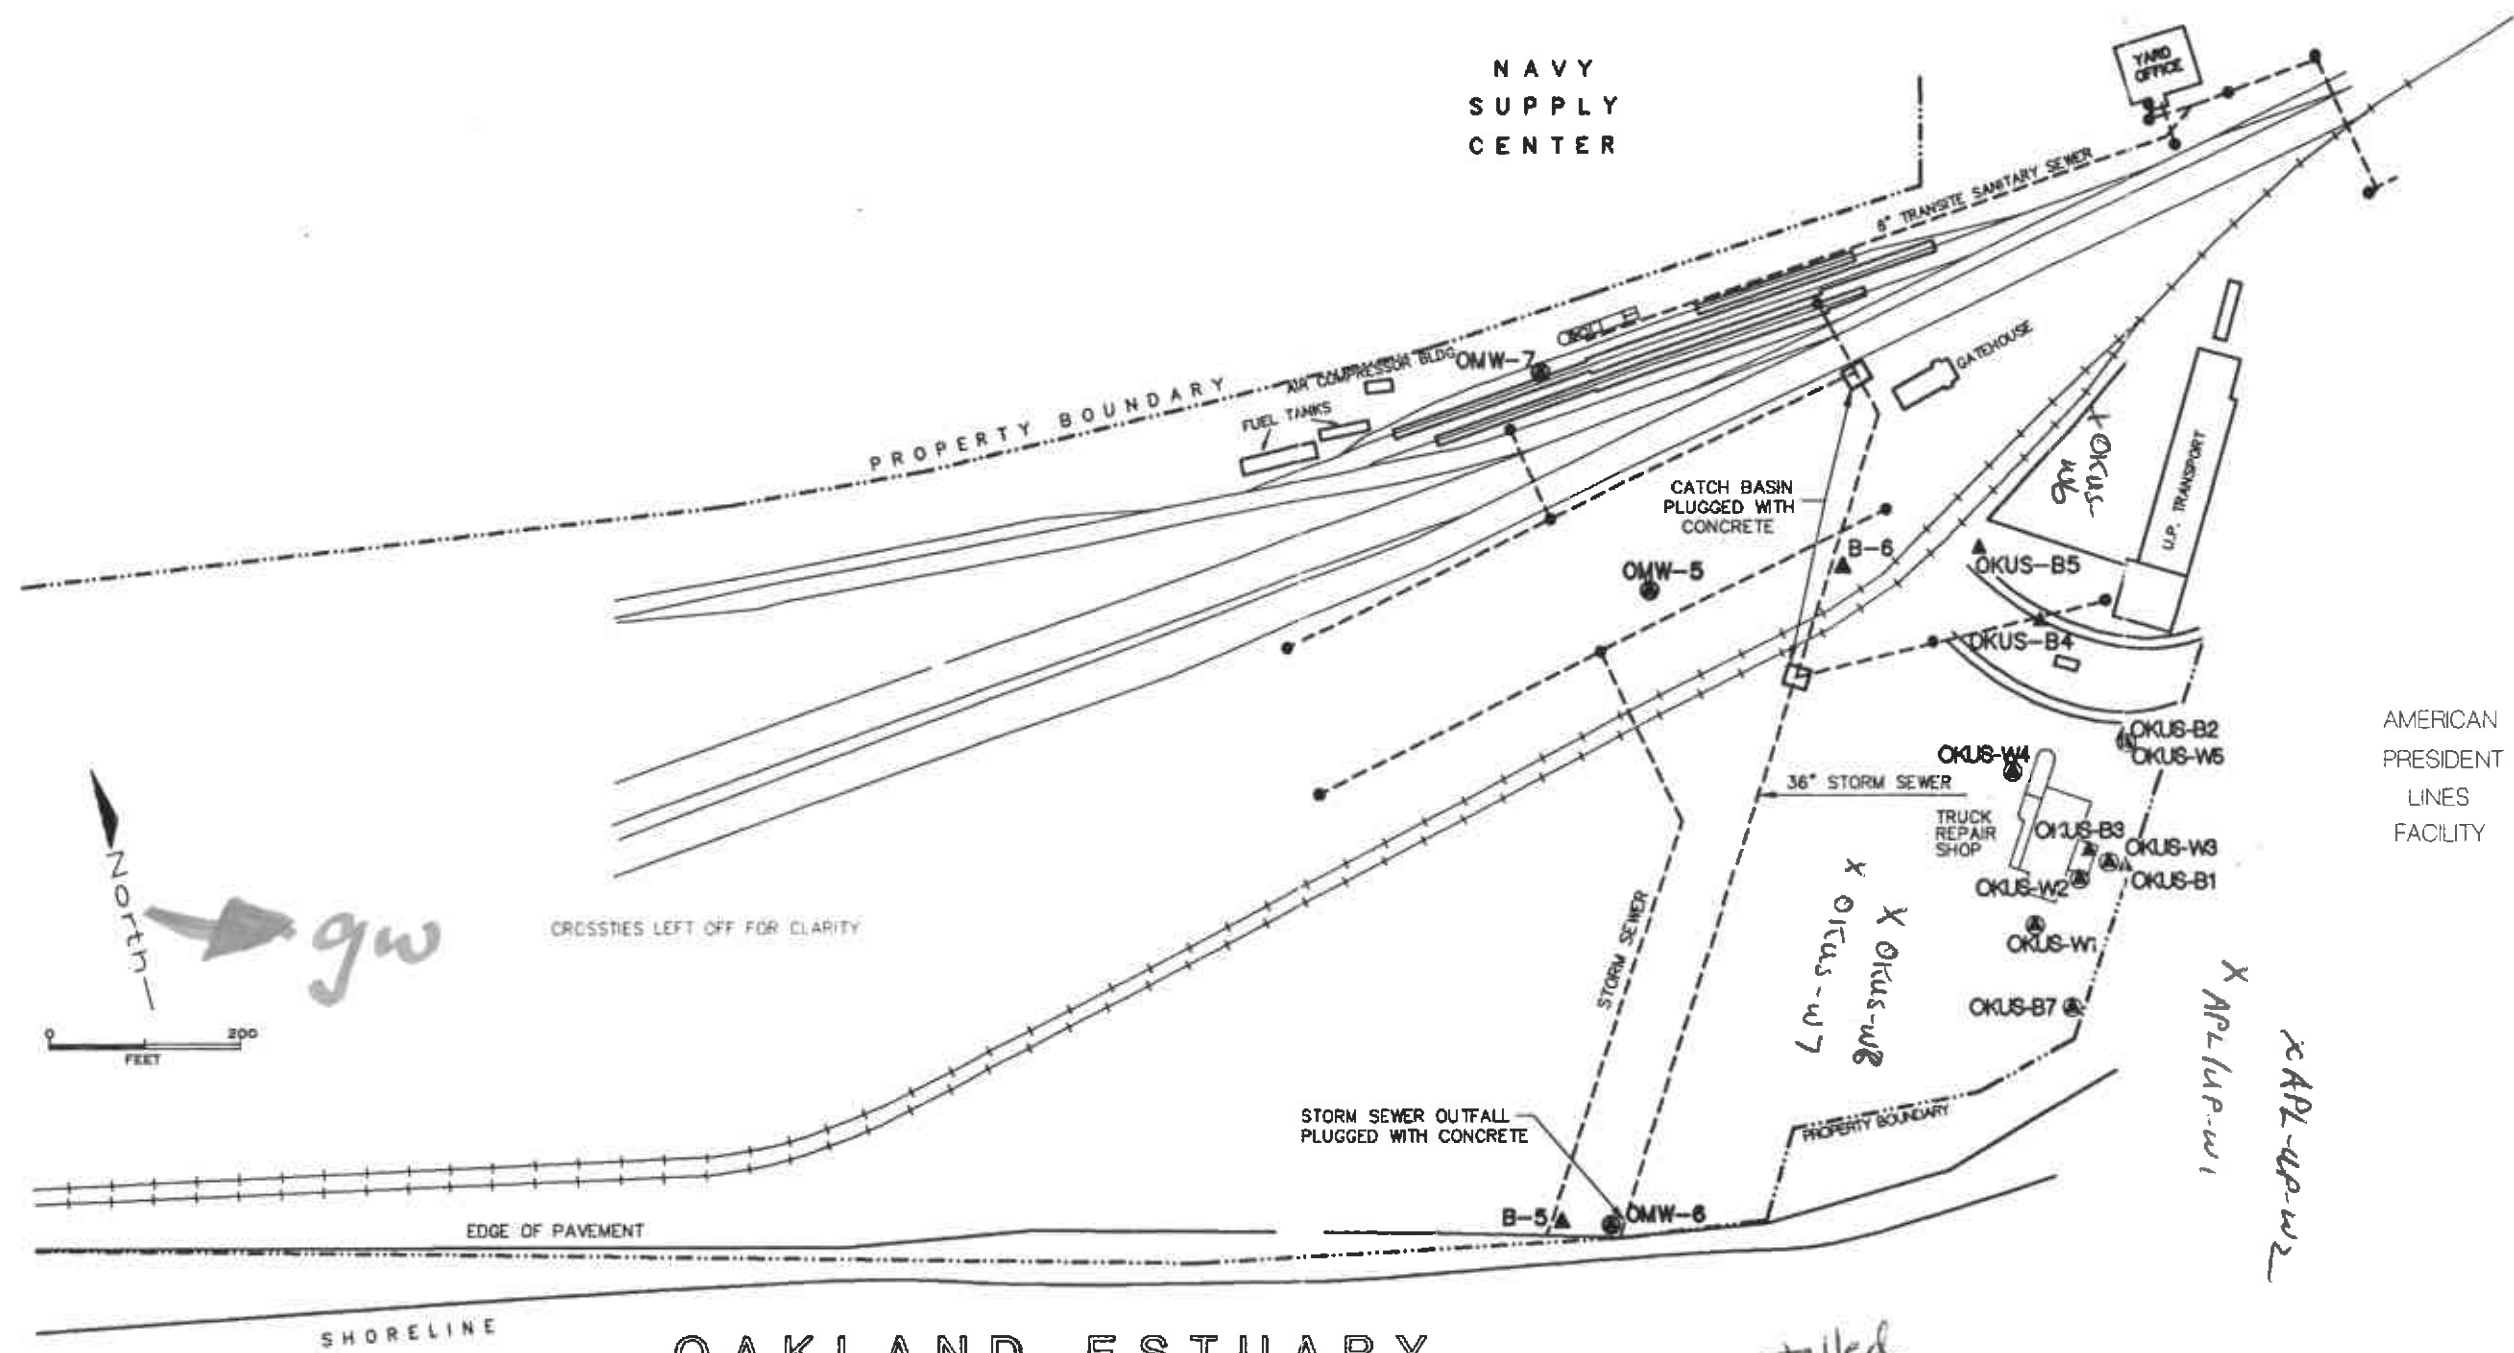 NAVY
SUPPLY
CENTER
YARD
OFFICE
6" TRANSITE SANITARY SEWER
PROPERTY BOUNDARY
AIR COMPRESSOR BLDG
OMW-7
GATEHOUSE
FUEL TANKS
U.P. TRANSPORT
X OKUS-
W6
CATCH BASIN
PLUGGED WITH
CONCRETE
B-6
OMW-5
OKUS-B5
OKUS-B4
AMERICAN
PRESIDENT
LINES
FACILITY
OKUS-B2
OKUS-W5
OKUS-W4
36" STORM SEWER
TRUCK
REPAIR
SHOP
OKUS-B3
OKUS-W3
OKUS-W2
OKUS-B1
OKUS-W1
OKUS-B7
North
gw
CROSSTIES LEFT OFF FOR CLARITY
STORM SEWER
X OKUS-W7
X OKUS-W8
X APL/UP-W1
X APL-UP-W2
0 200
FEET
STORM SEWER OUTFALL
PLUGGED WITH CONCRETE
PROPERTY BOUNDARY
B-5
OMW-6
EDGE OF PAVEMENT
SHORELINE
OAKLAND ESTUARY